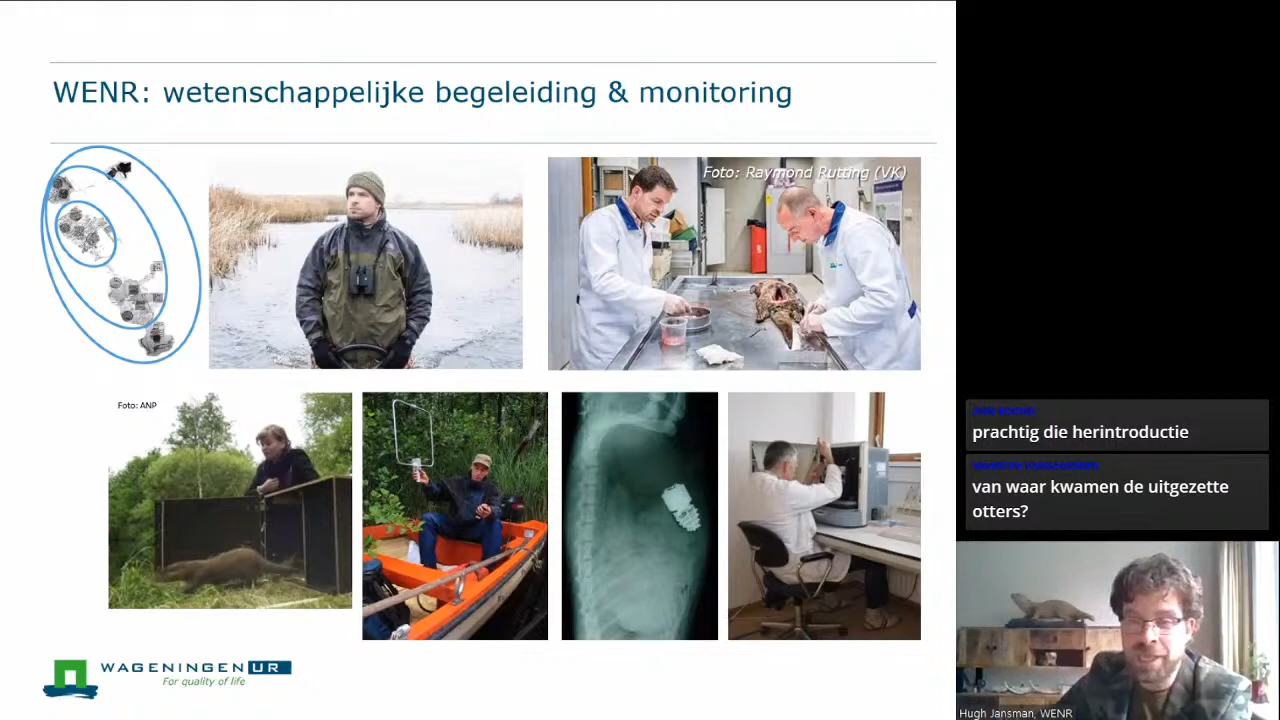 WENR: wetenschappelijke begeleiding & monitoring
Foto: Raymond Rutting (VK)
Foto: ANP
WAGENINGEN UR
For quality of life
prachtig die herintroductie
van waar kwamen de uitgezette
otters?
Hugh Jansman, WENR